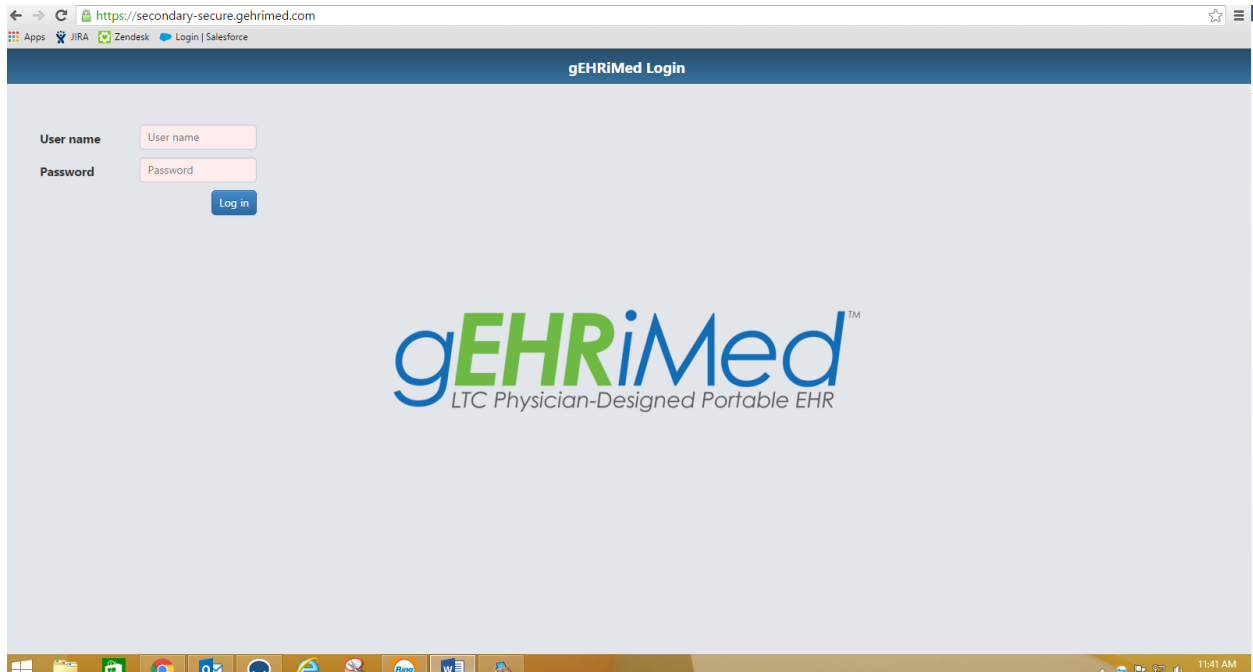 https://secondary-secure.gehrimed.com
Apps JIRA Zendesk Login | Salesforce
gEHRiMed Login
User name User name
Password Password
Log in
gEHRiMed™
LTC Physician-Designed Portable EHR
Ring
11:41 AM